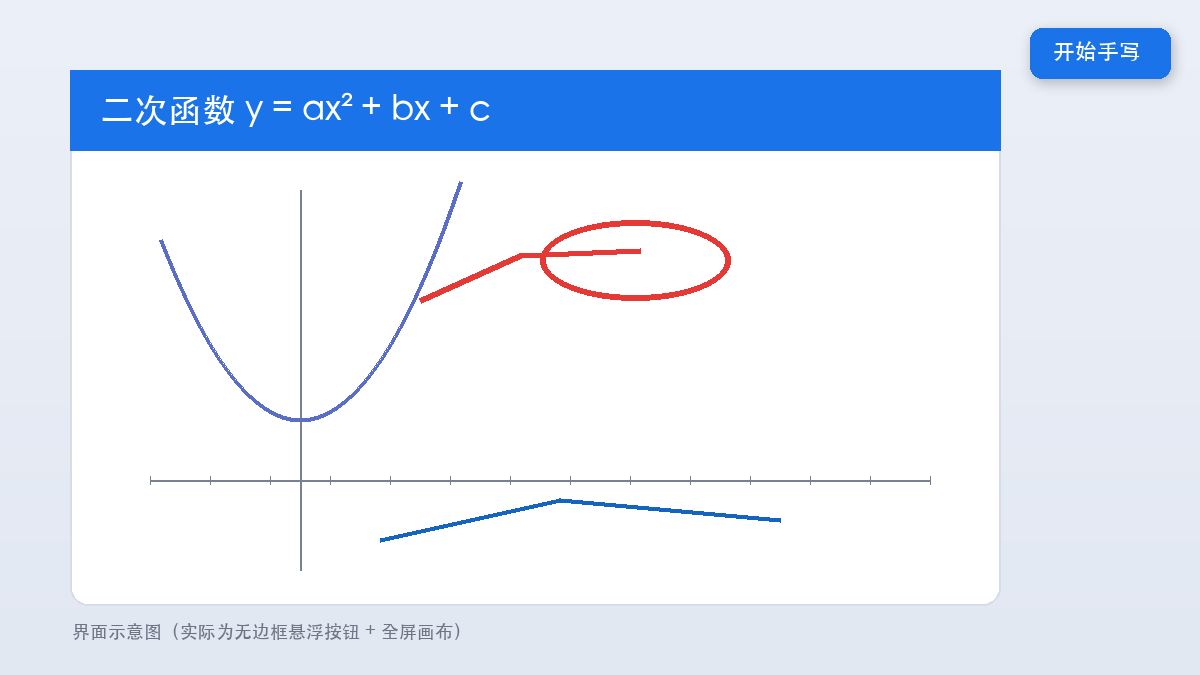 开始手写
二次函数 y = ax² + bx + c
界面示意图（实际为无边框悬浮按钮 + 全屏画布）